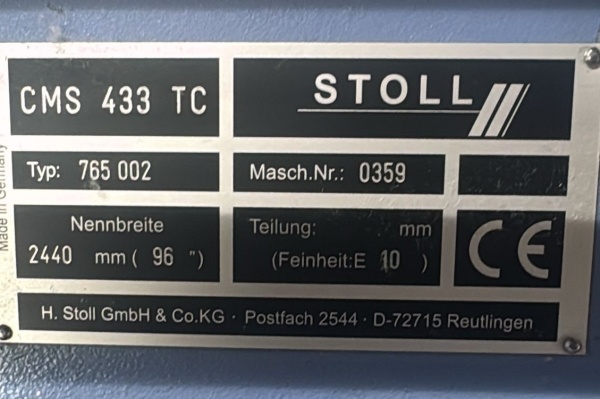 CMS 433 TC
STOLL
Typ: 765 002
Masch.Nr.: 0359
Nennbreite
2440 mm ( 96 ")
Teilung: mm
(Feinheit:E 10 )
CE
H. Stoll GmbH & Co.KG · Postfach 2544 · D-72715 Reutlingen
Made in Germany